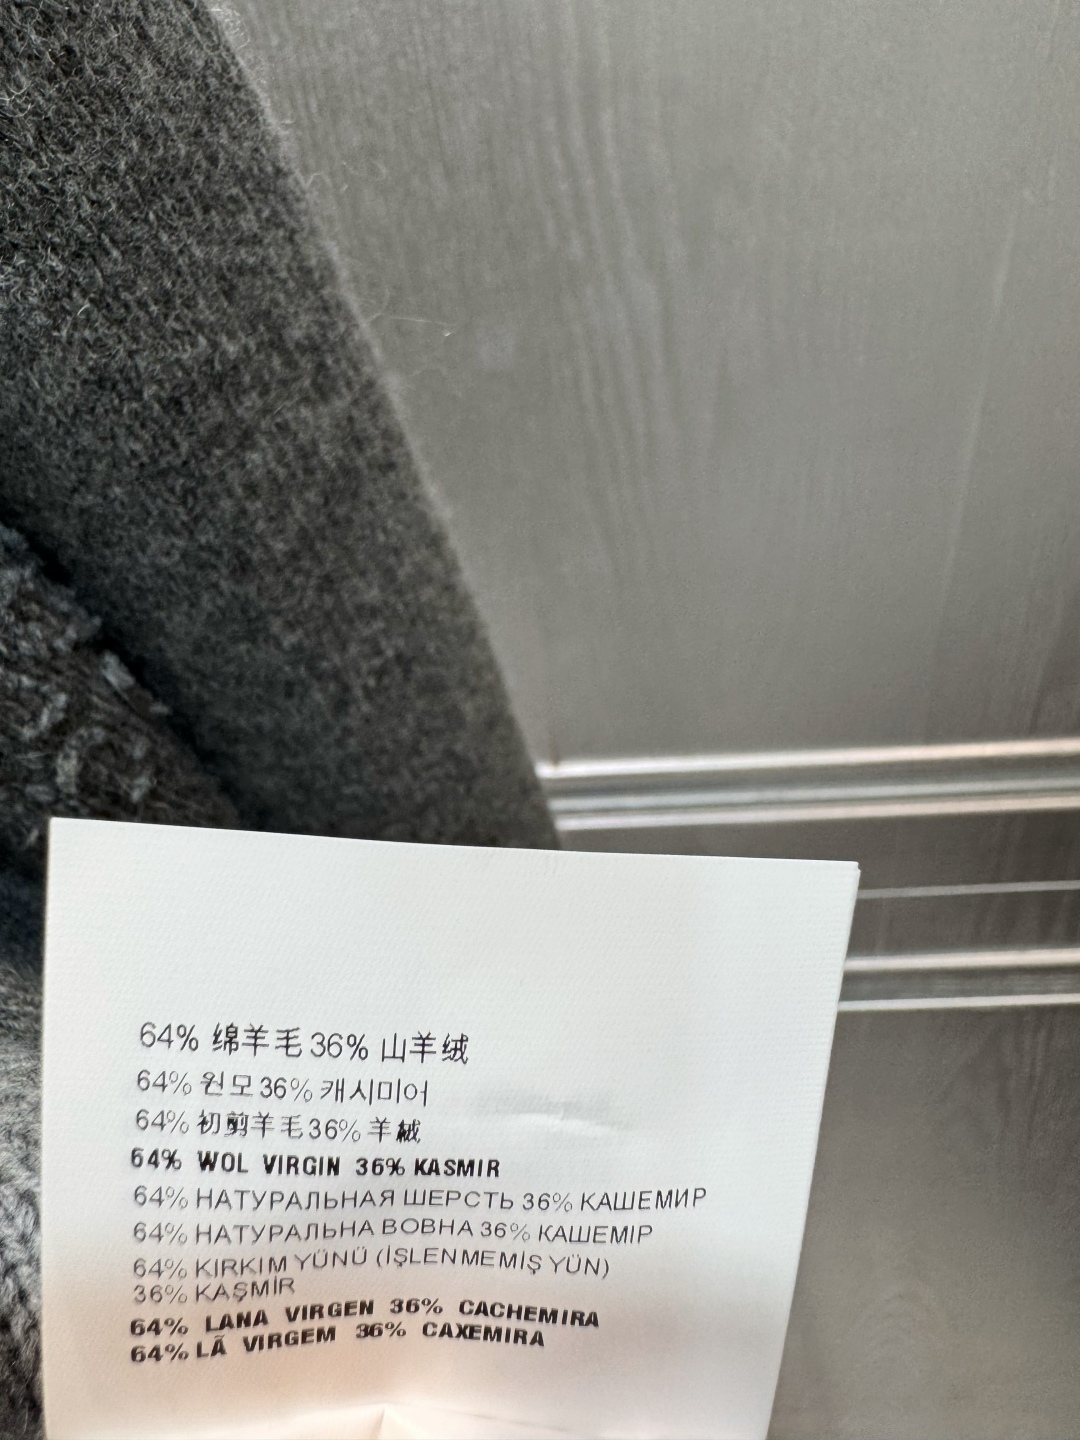 64% 绵羊毛 36% 山羊绒
64% 원모 36% 캐시미어
64% 初剪羊毛 36% 羊絨
64% WOL VIRGIN 36% KASMIR
64% НАТУРАЛЬНАЯ ШЕРСТЬ 36% КАШЕМИР
64% НАТУРАЛЬНА ВОВНА 36% КАШЕМІР
64% KIRKIM YÜNÜ (İŞLENMEMİŞ YÜN)
36% KAŞMİR
64% LANA VIRGEN 36% CACHEMIRA
64% LÃ VIRGEM 36% CAXEMIRA